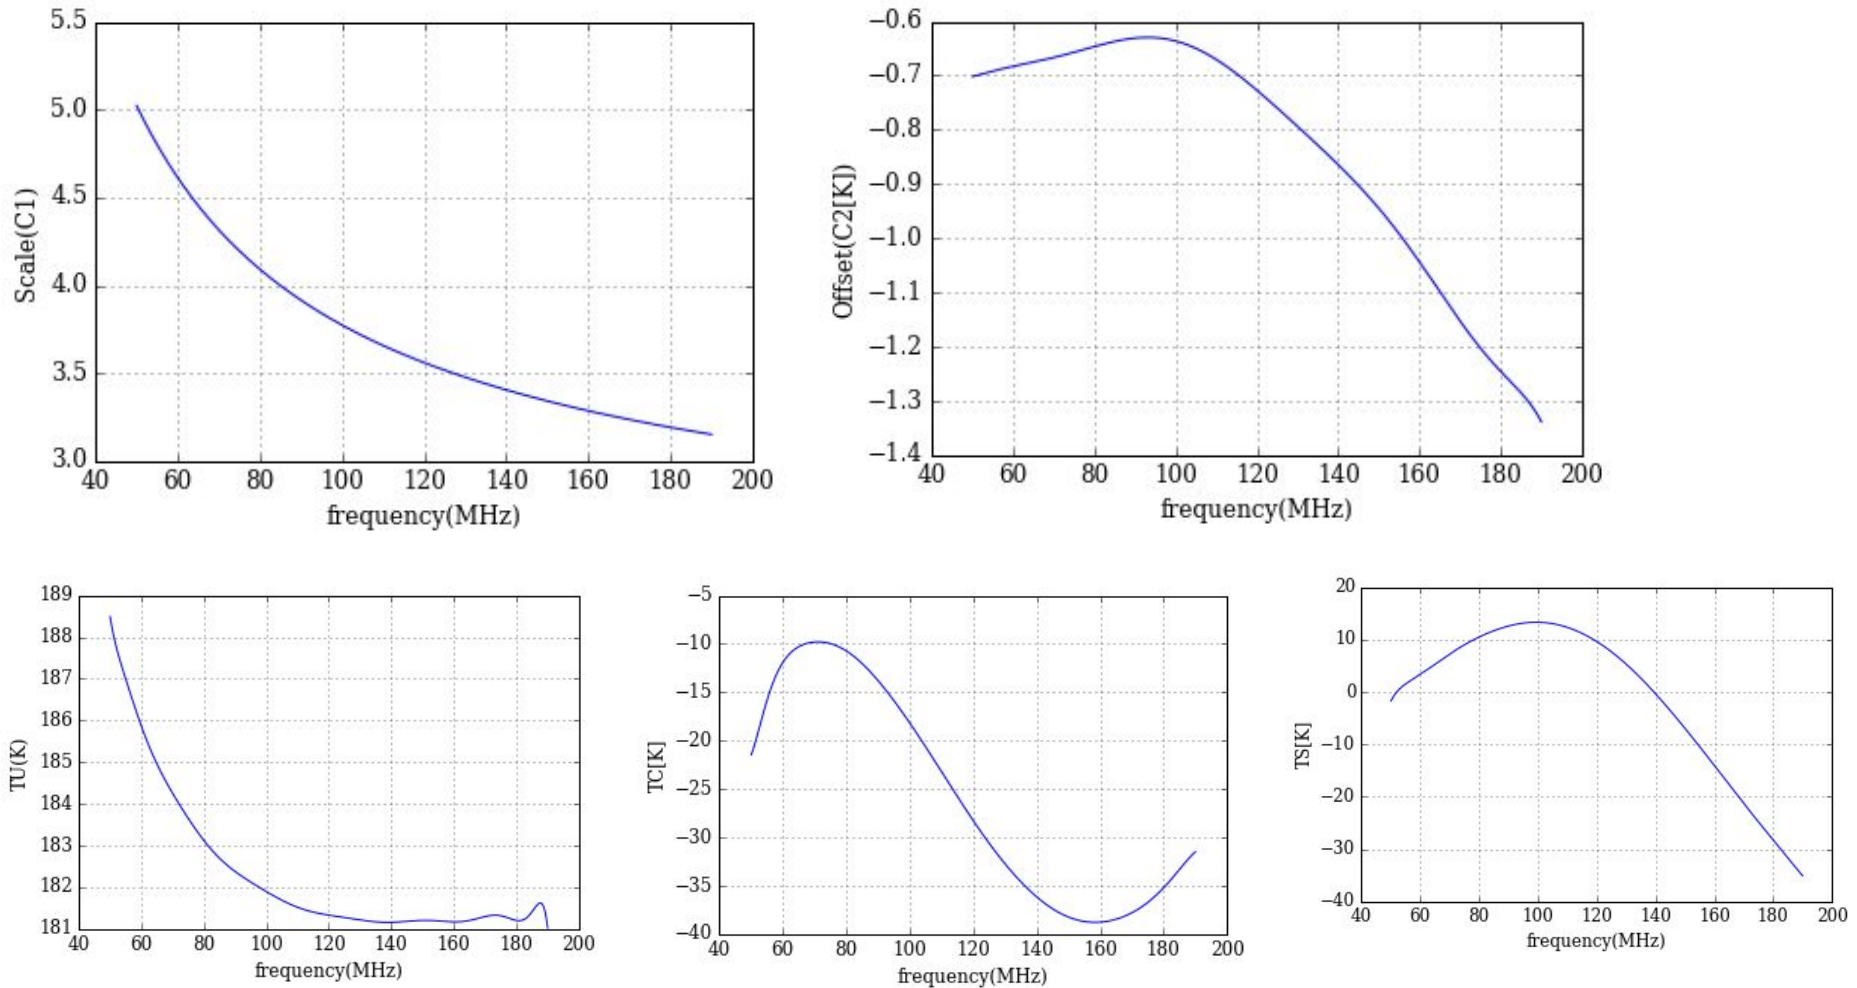 5.5
5.0
4.5
4.0
3.5
3.0
Scale(C1)
40 60 80 100 120 140 160 180 200
frequency(MHz)
−0.6
−0.7
−0.8
−0.9
−1.0
−1.1
−1.2
−1.3
−1.4
Offset(C2[K])
40 60 80 100 120 140 160 180 200
frequency(MHz)
189
188
187
186
185
184
183
182
181
TU(K)
40 60 80 100 120 140 160 180 200
frequency(MHz)
−5
−10
−15
−20
−25
−30
−35
−40
TC[K]
40 60 80 100 120 140 160 180 200
frequency(MHz)
20
10
0
−10
−20
−30
−40
TS[K]
40 60 80 100 120 140 160 180 200
frequency(MHz)